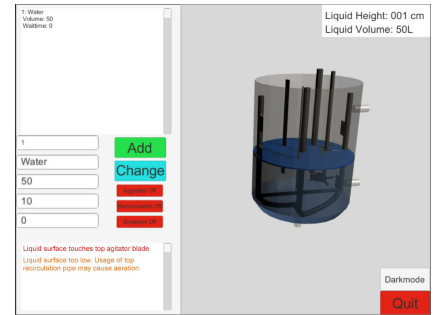 1: Water
Volume: 50
Waittime: 0
Liquid Height: 001 cm
Liquid Volume: 50L
1
Add
Water
Change
50
Aggitator Off
10
Recirculation Off
0
Scrapers Off
Liquid surface touches top agitator blade
Liquid surface too low. Usage of top
recirculation pipe may cause aeration
Darkmode
Quit